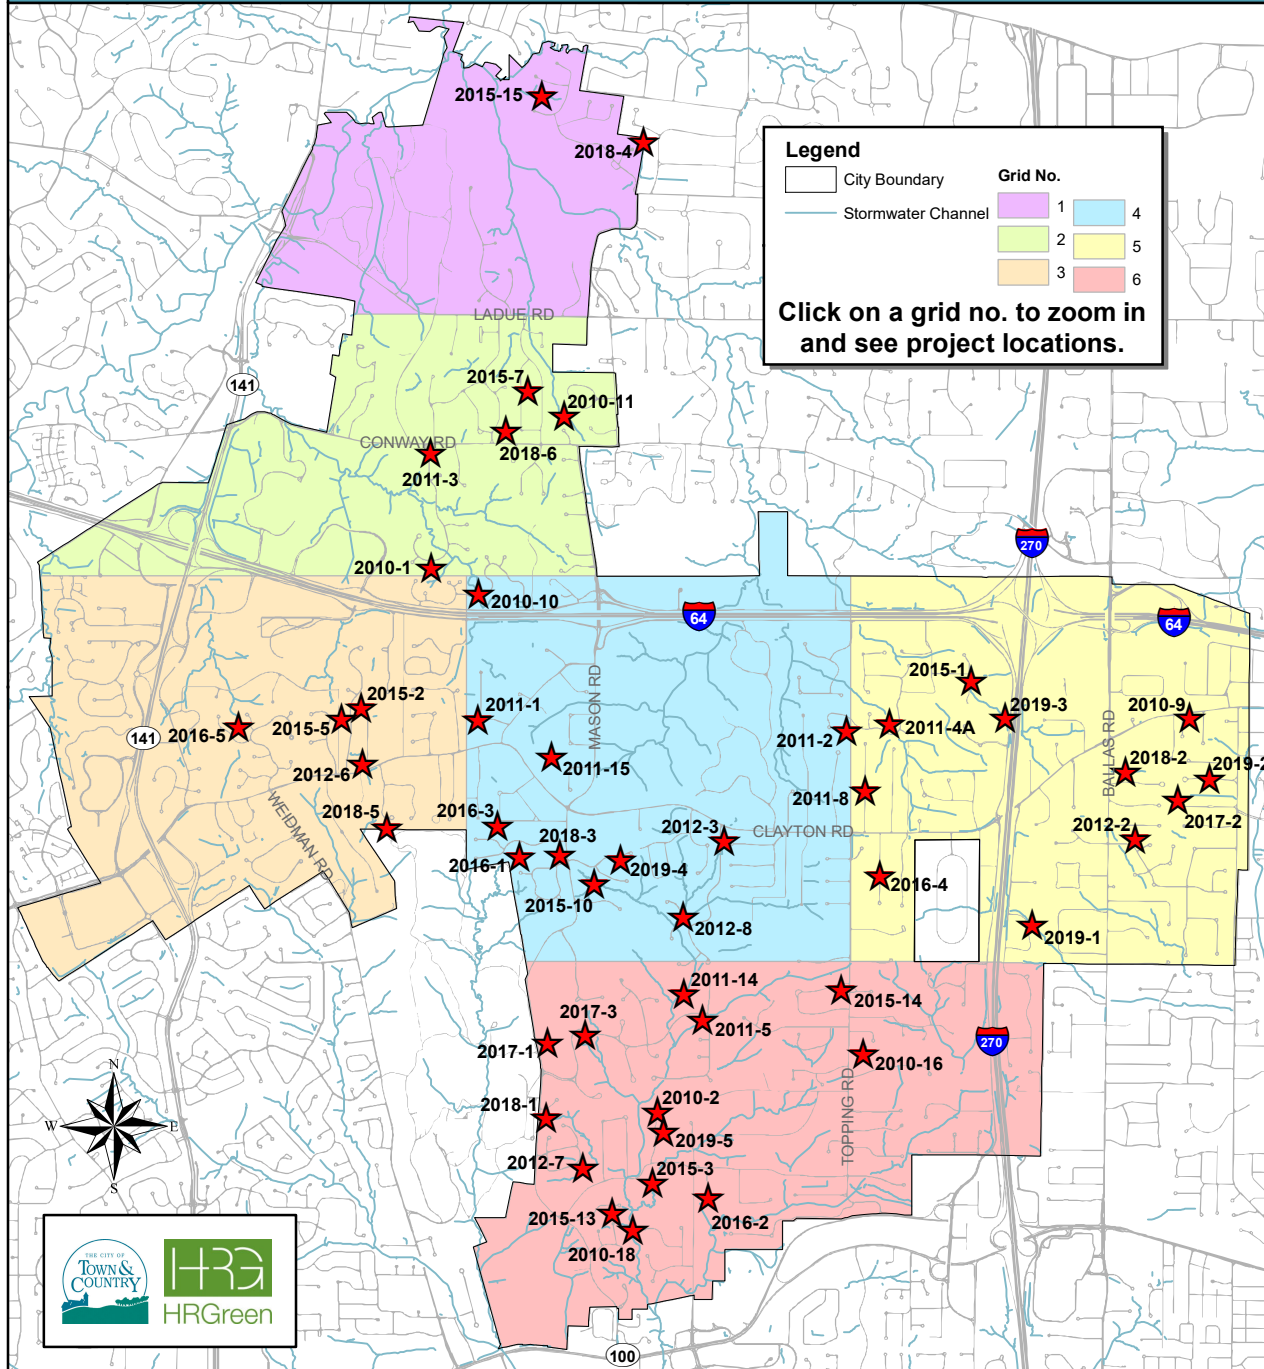 2015-15
2018-4
Legend
City Boundary
Stormwater Channel
Grid No.
1
4
2
5
3
6
Click on a grid no. to zoom in
and see project locations.
LADUE RD
141
2015-7
2010-11
CONWAY RD
2018-6
2011-3
270
2010-1
2010-10
64
64
2015-1
MASON RD
2015-2
2011-1
2019-3
2010-9
2015-5
2016-5
141
2011-2
2011-4A
BALLAS RD
2018-2
2019-2
2011-15
2012-6
2011-8
2017-2
WEIDMAN RD
2018-5
2016-3
2012-3
CLAYTON RD
2012-2
2018-3
2016-1
2019-4
2016-4
2015-10
2012-8
2019-1
2011-14
2015-14
2017-3
2011-5
2017-1
270
2010-16
N
W
E
S
2018-1
2010-2
TOPPING RD
2019-5
2012-7
2015-3
2015-13
2016-2
2010-18
THE CITY OF
TOWN &
COUNTRY
HRG
HRGreen
100